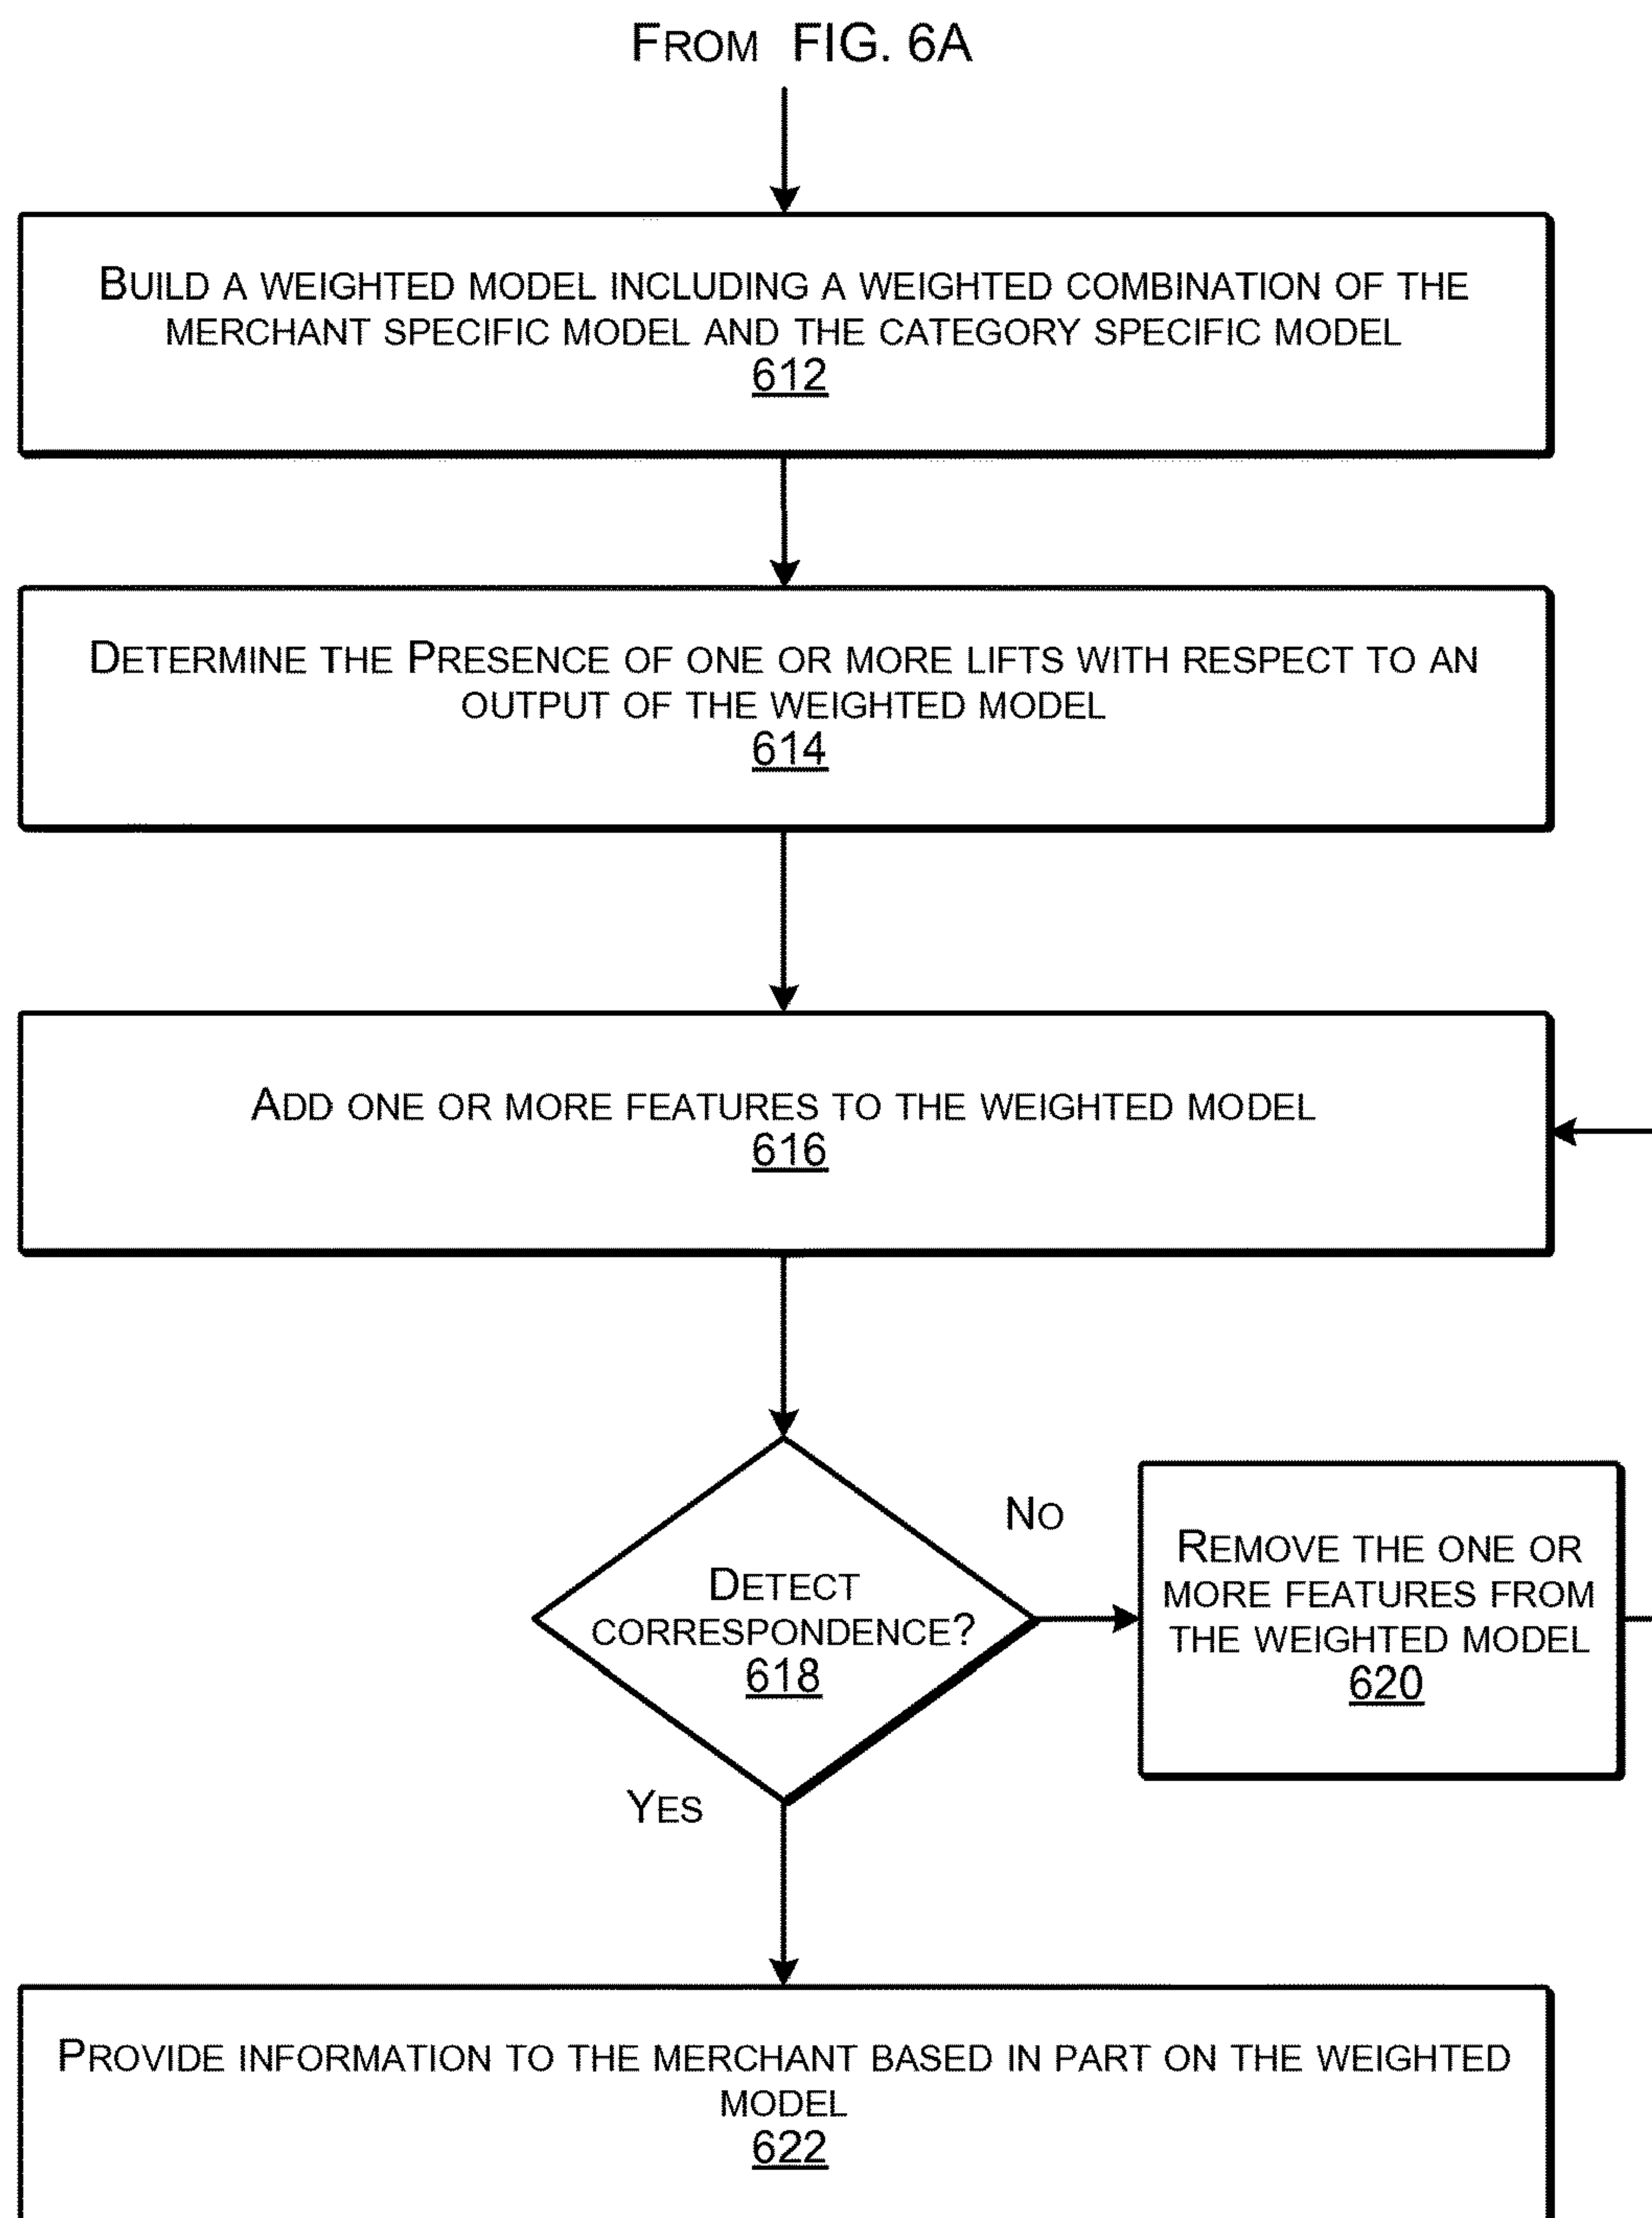 FROM FIG. 6A
BUILD A WEIGHTED MODEL INCLUDING A WEIGHTED COMBINATION OF THE
MERCHANT SPECIFIC MODEL AND THE CATEGORY SPECIFIC MODEL
612
DETERMINE THE PRESENCE OF ONE OR MORE LIFTS WITH RESPECT TO AN
OUTPUT OF THE WEIGHTED MODEL
614
ADD ONE OR MORE FEATURES TO THE WEIGHTED MODEL
616
DETECT
CORRESPONDENCE?
618
NO
REMOVE THE ONE OR
MORE FEATURES FROM
THE WEIGHTED MODEL
620
YES
PROVIDE INFORMATION TO THE MERCHANT BASED IN PART ON THE WEIGHTED
MODEL
622